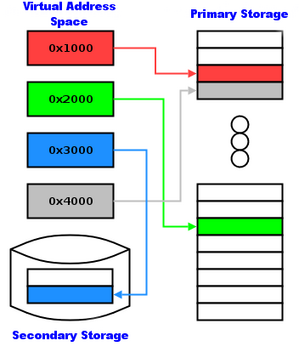 Virtual Address
Space
Primary Storage
0x1000
0x2000
0x3000
0x4000
Secondary Storage